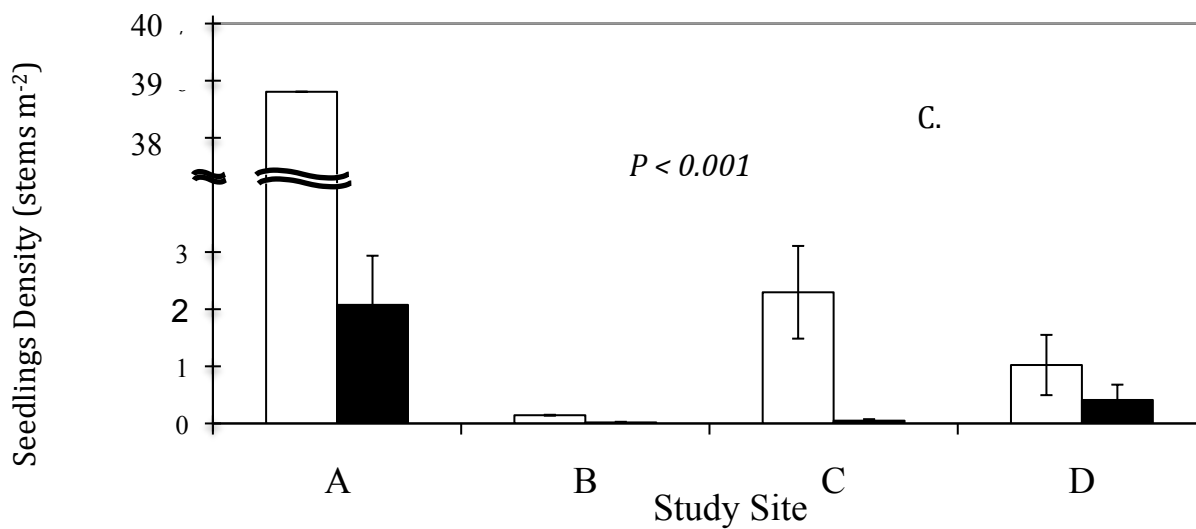 Seedlings Density (stems m⁻²)
40
39
38
3
2
1
0
C.
P < 0.001
A B C D
Study Site